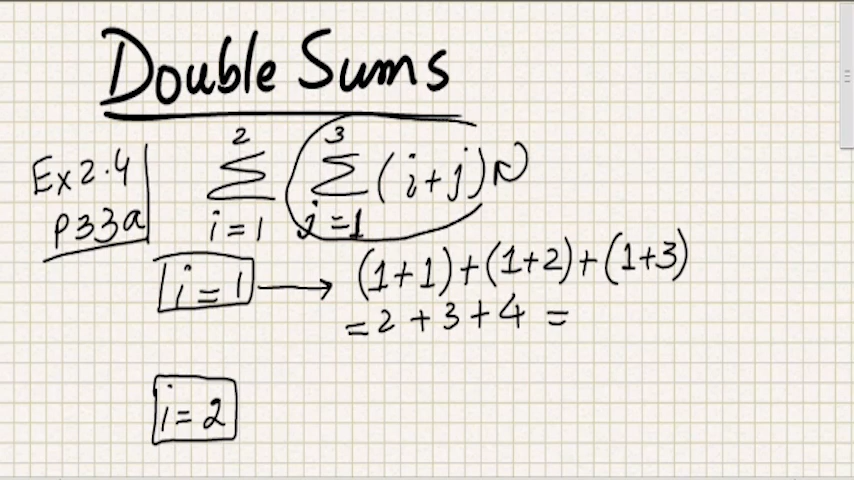 Double Sums
Ex 2.4
p33a
2 3
∑ ∑ (i+j)
i = 1 j = 1
i = 1 → (1+1)+(1+2)+(1+3)
= 2 + 3 + 4 =
i = 2